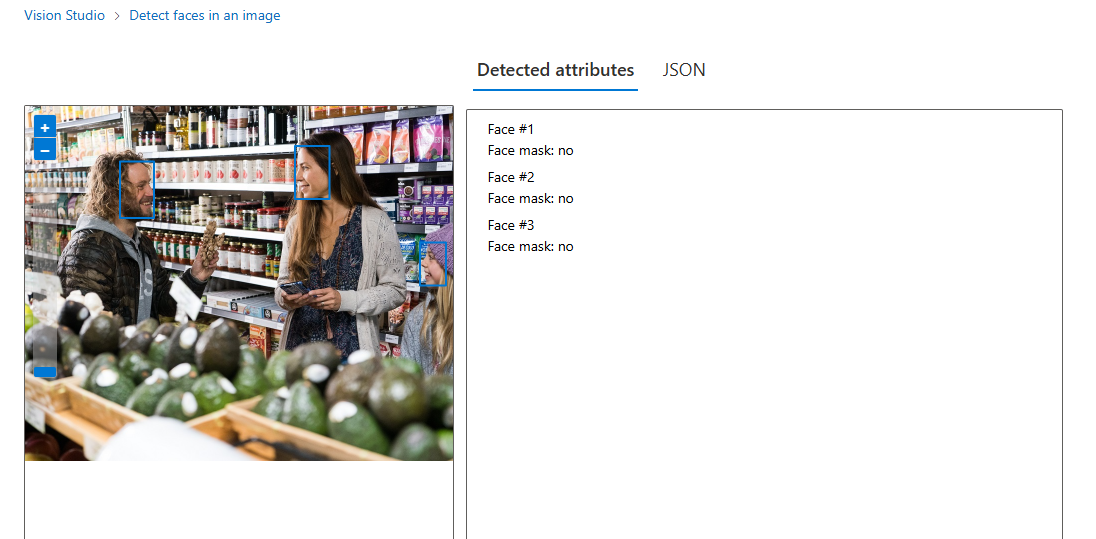 Vision Studio > Detect faces in an image
Detected attributes JSON
+
−
Face #1
Face mask: no
Face #2
Face mask: no
Face #3
Face mask: no